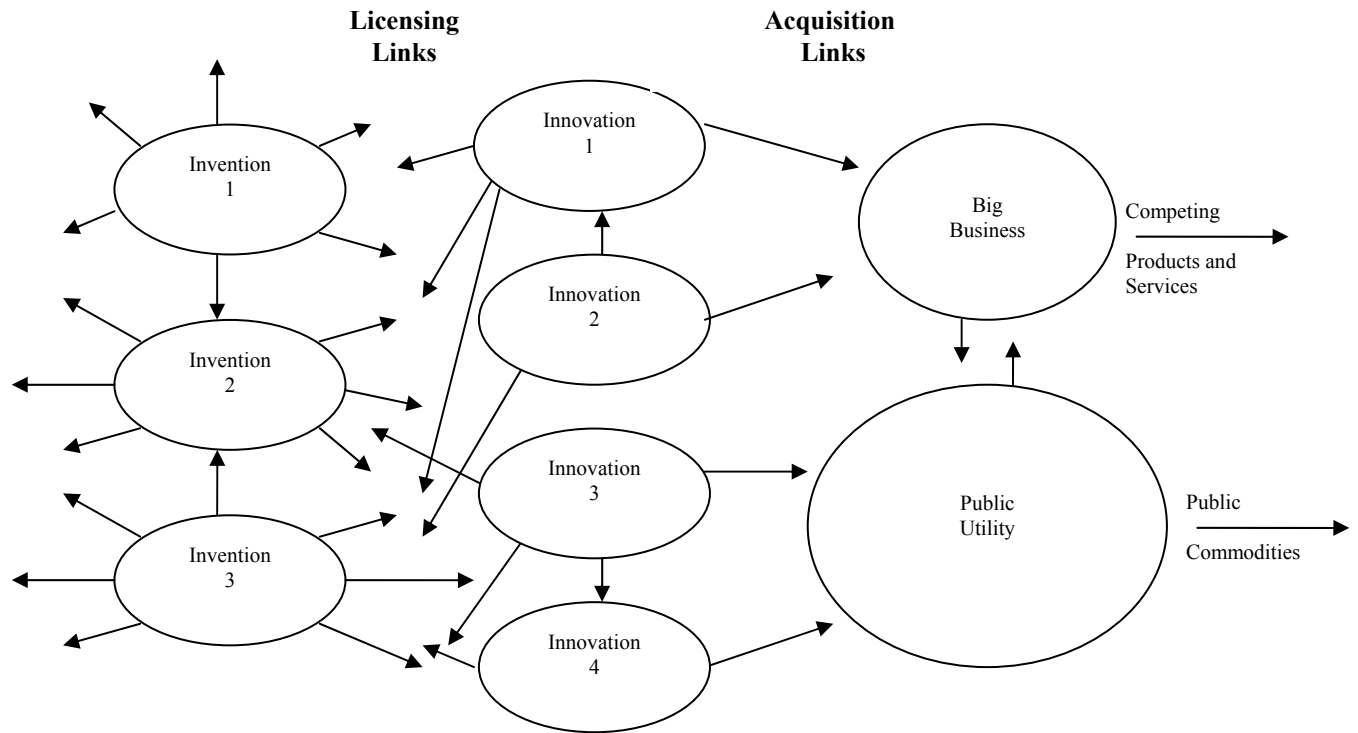 Licensing
Links
Acquisition
Links
Invention
1
Invention
2
Invention
3
Innovation
1
Innovation
2
Innovation
3
Innovation
4
Big
Business
Public
Utility
Competing
Products and
Services
Public
Commodities